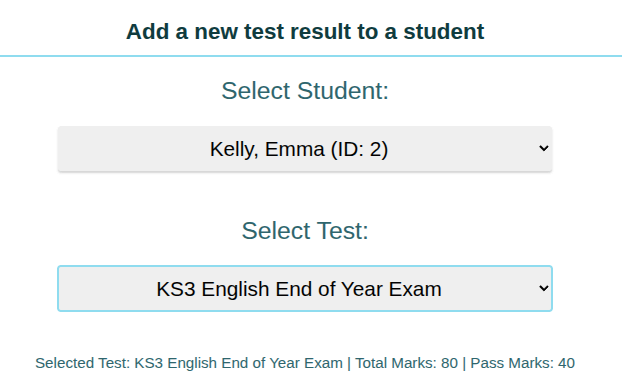 Add a new test result to a student
Select Student:
Kelly, Emma (ID: 2)
Select Test:
KS3 English End of Year Exam
Selected Test: KS3 English End of Year Exam | Total Marks: 80 | Pass Marks: 40